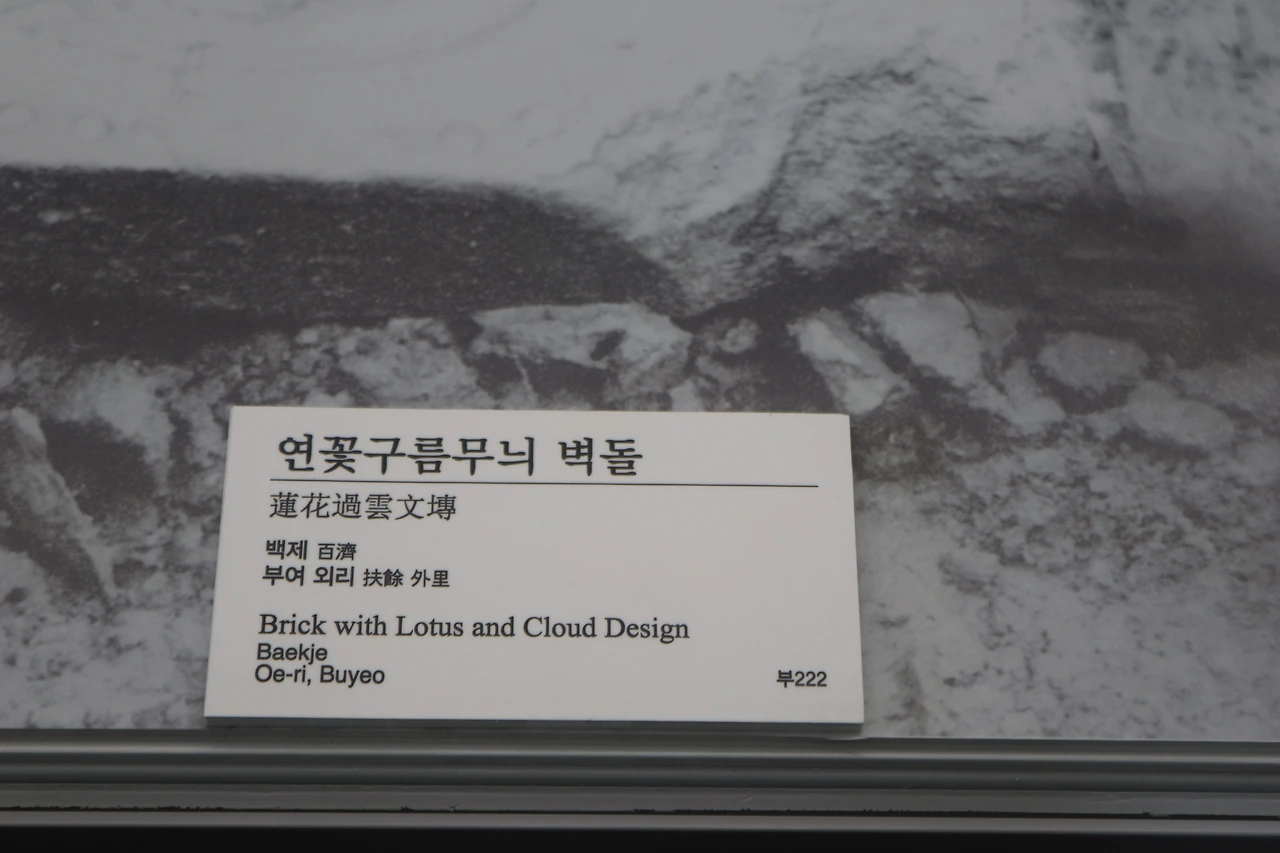 연꽃구름무늬 벽돌
蓮花過雲文塼
백제 百濟
부여 외리 扶餘 外里
Brick with Lotus and Cloud Design
Baekje
Oe-ri, Buyeo
부222